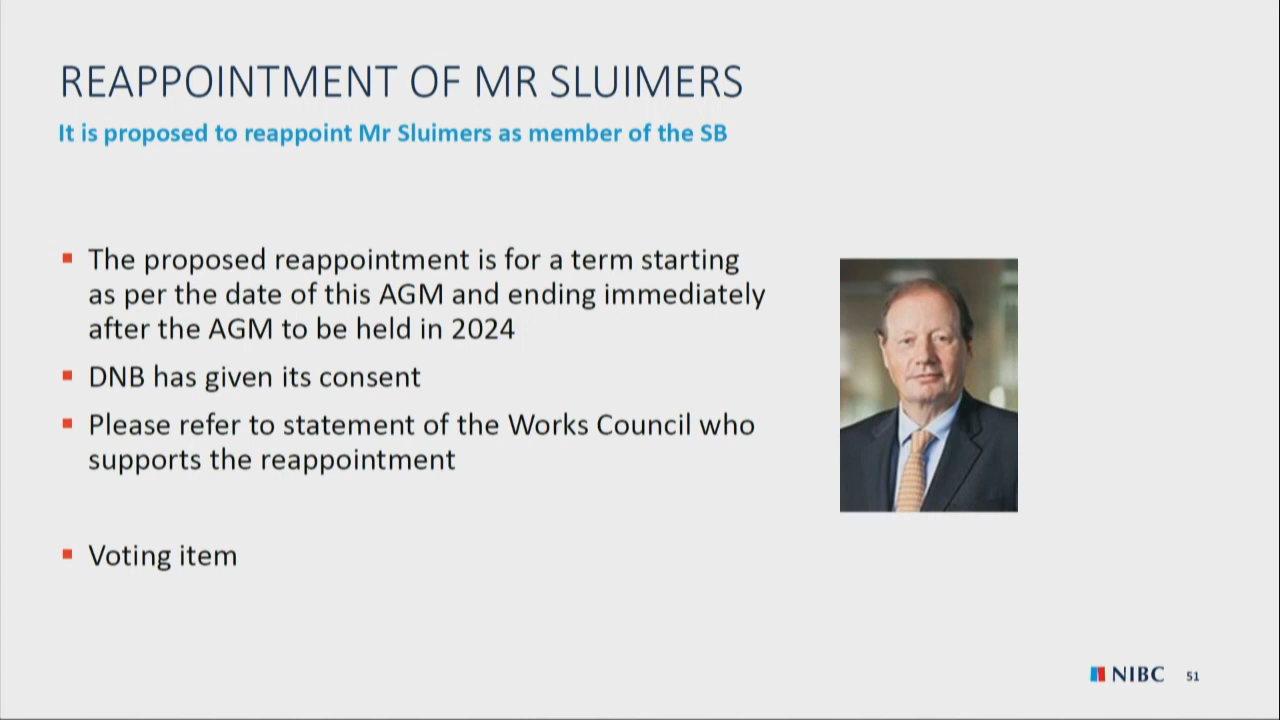 REAPPOINTMENT OF MR SLUIMERS
It is proposed to reappoint Mr Sluimers as member of the SB
The proposed reappointment is for a term starting
as per the date of this AGM and ending immediately
after the AGM to be held in 2024
DNB has given its consent
Please refer to statement of the Works Council who
supports the reappointment
Voting item
NIBC 51